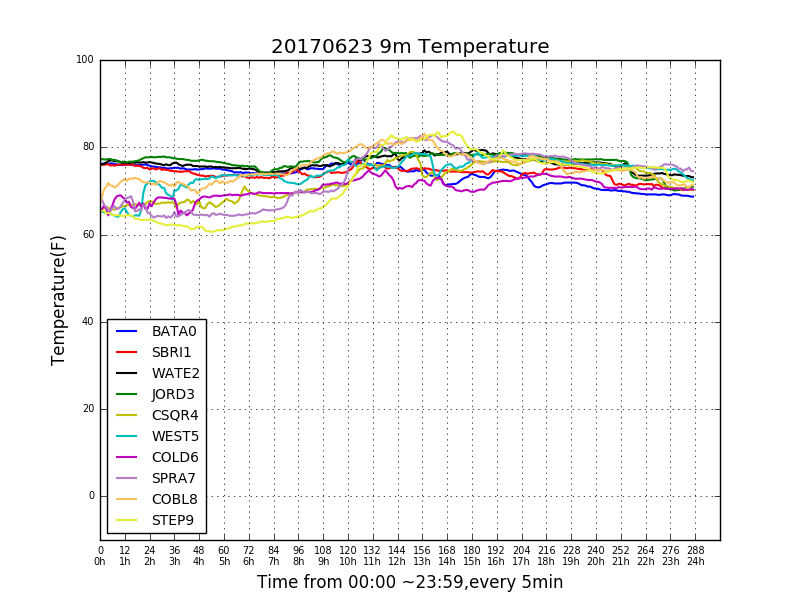 20170623 9m Temperature
100
80
60
40
20
0
Temperature(F)
BATA0
SBRI1
WATE2
JORD3
CSQR4
WEST5
COLD6
SPRA7
COBL8
STEP9
0 12 24 36 48 60 72 84 96 108 120 132 144 156 168 180 192 204 216 228 240 252 264 276 288
0h 1h 2h 3h 4h 5h 6h 7h 8h 9h 10h 11h 12h 13h 14h 15h 16h 17h 18h 19h 20h 21h 22h 23h 24h
Time from 00:00 ~23:59,every 5min